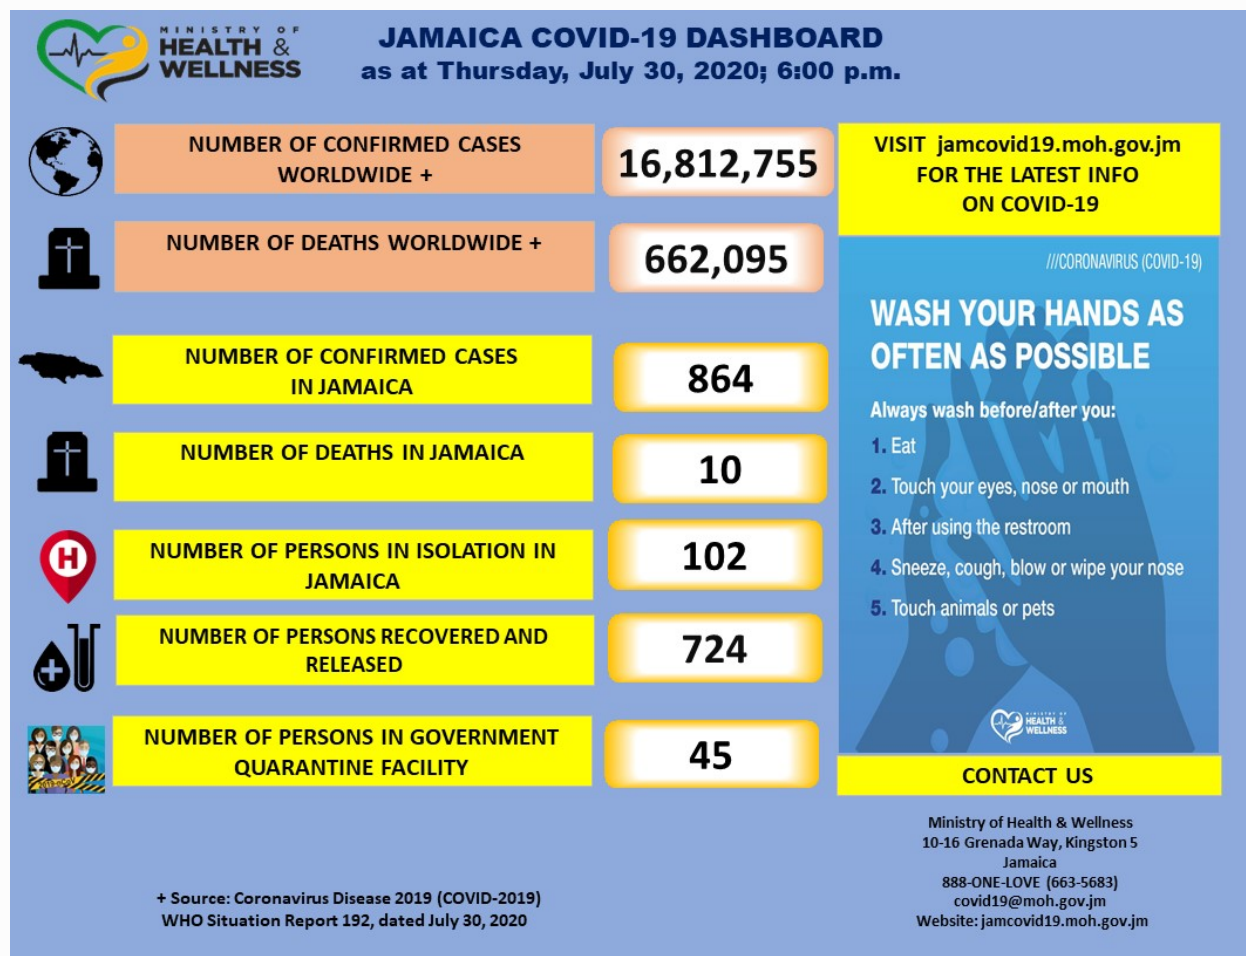 MINISTRY OF
HEALTH &
WELLNESS
JAMAICA COVID-19 DASHBOARD
as at Thursday, July 30, 2020; 6:00 p.m.
NUMBER OF CONFIRMED CASES
WORLDWIDE +
16,812,755
NUMBER OF DEATHS WORLDWIDE +
662,095
NUMBER OF CONFIRMED CASES
IN JAMAICA
864
NUMBER OF DEATHS IN JAMAICA
10
H
NUMBER OF PERSONS IN ISOLATION IN
JAMAICA
102
NUMBER OF PERSONS RECOVERED AND
RELEASED
724
NUMBER OF PERSONS IN GOVERNMENT
QUARANTINE FACILITY
45
+ Source: Coronavirus Disease 2019 (COVID-2019)
WHO Situation Report 192, dated July 30, 2020
VISIT jamcovid19.moh.gov.jm
FOR THE LATEST INFO
ON COVID-19
///CORONAVIRUS (COVID-19)
WASH YOUR HANDS AS
OFTEN AS POSSIBLE
Always wash before/after you:
1. Eat
2. Touch your eyes, nose or mouth
3. After using the restroom
4. Sneeze, cough, blow or wipe your nose
5. Touch animals or pets
MINISTRY OF
HEALTH &
WELLNESS
CONTACT US
Ministry of Health & Wellness
10-16 Grenada Way, Kingston 5
Jamaica
888-ONE-LOVE (663-5683)
covid19@moh.gov.jm
Website: jamcovid19.moh.gov.jm